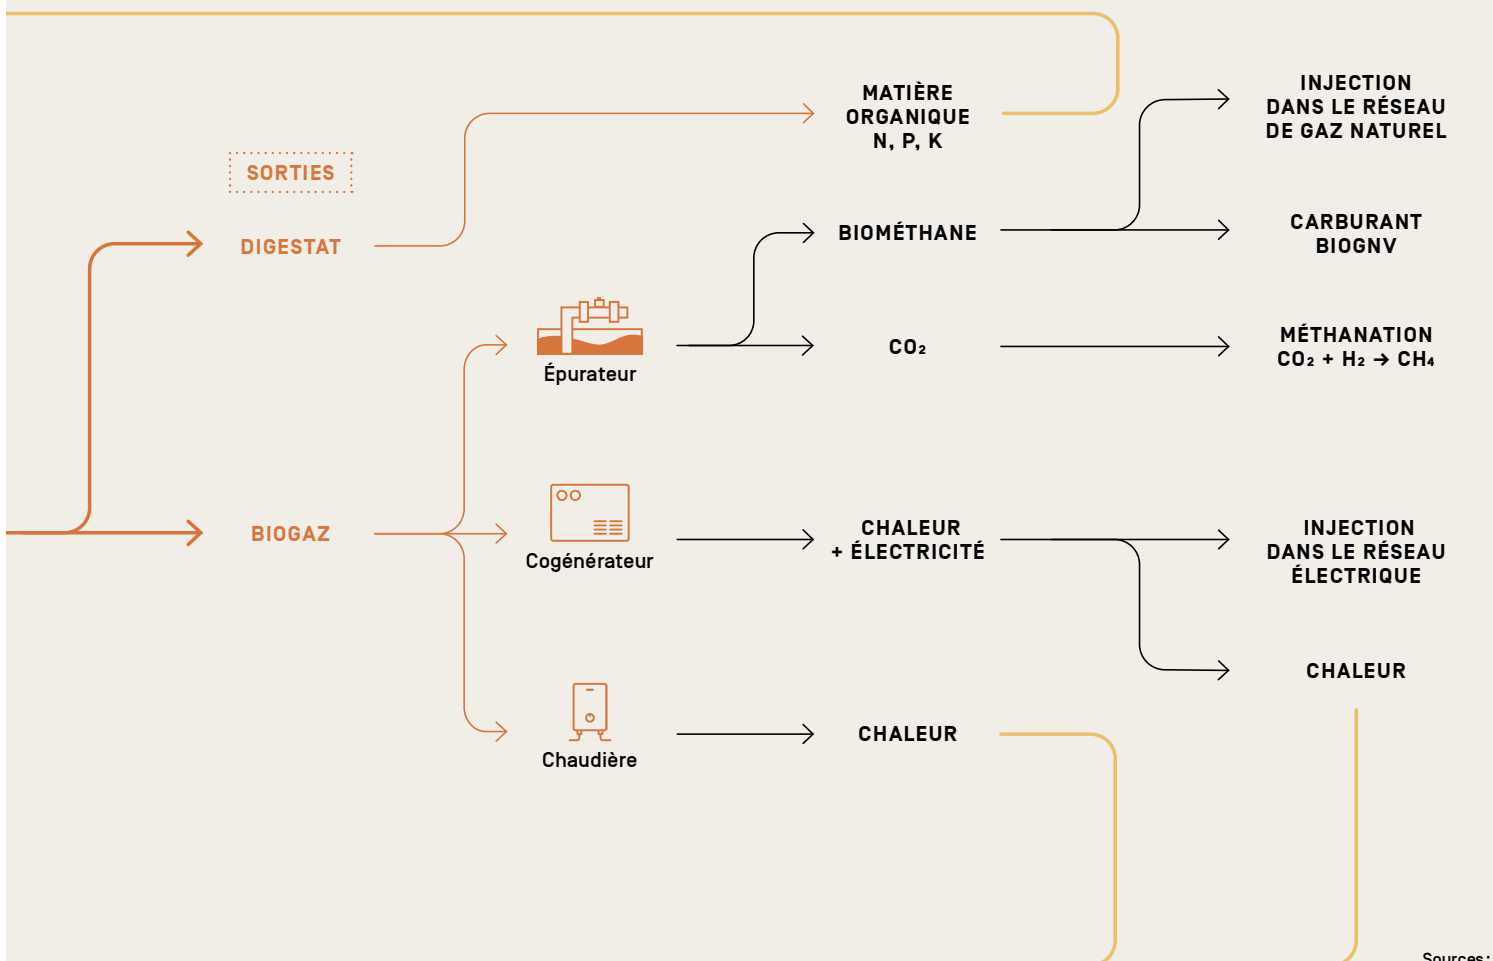 SORTIES
DIGESTAT
MATIÈRE
ORGANIQUE
N, P, K
INJECTION
DANS LE RÉSEAU
DE GAZ NATUREL
BIOMÉTHANE
CARBURANT
BIOGNV
Épurateur
CO₂
MÉTHANATION
CO₂ + H₂ → CH₄
BIOGAZ
Cogénérateur
CHALEUR
+ ÉLECTRICITÉ
INJECTION
DANS LE RÉSEAU
ÉLECTRIQUE
CHALEUR
Chaudière
CHALEUR
Sources: